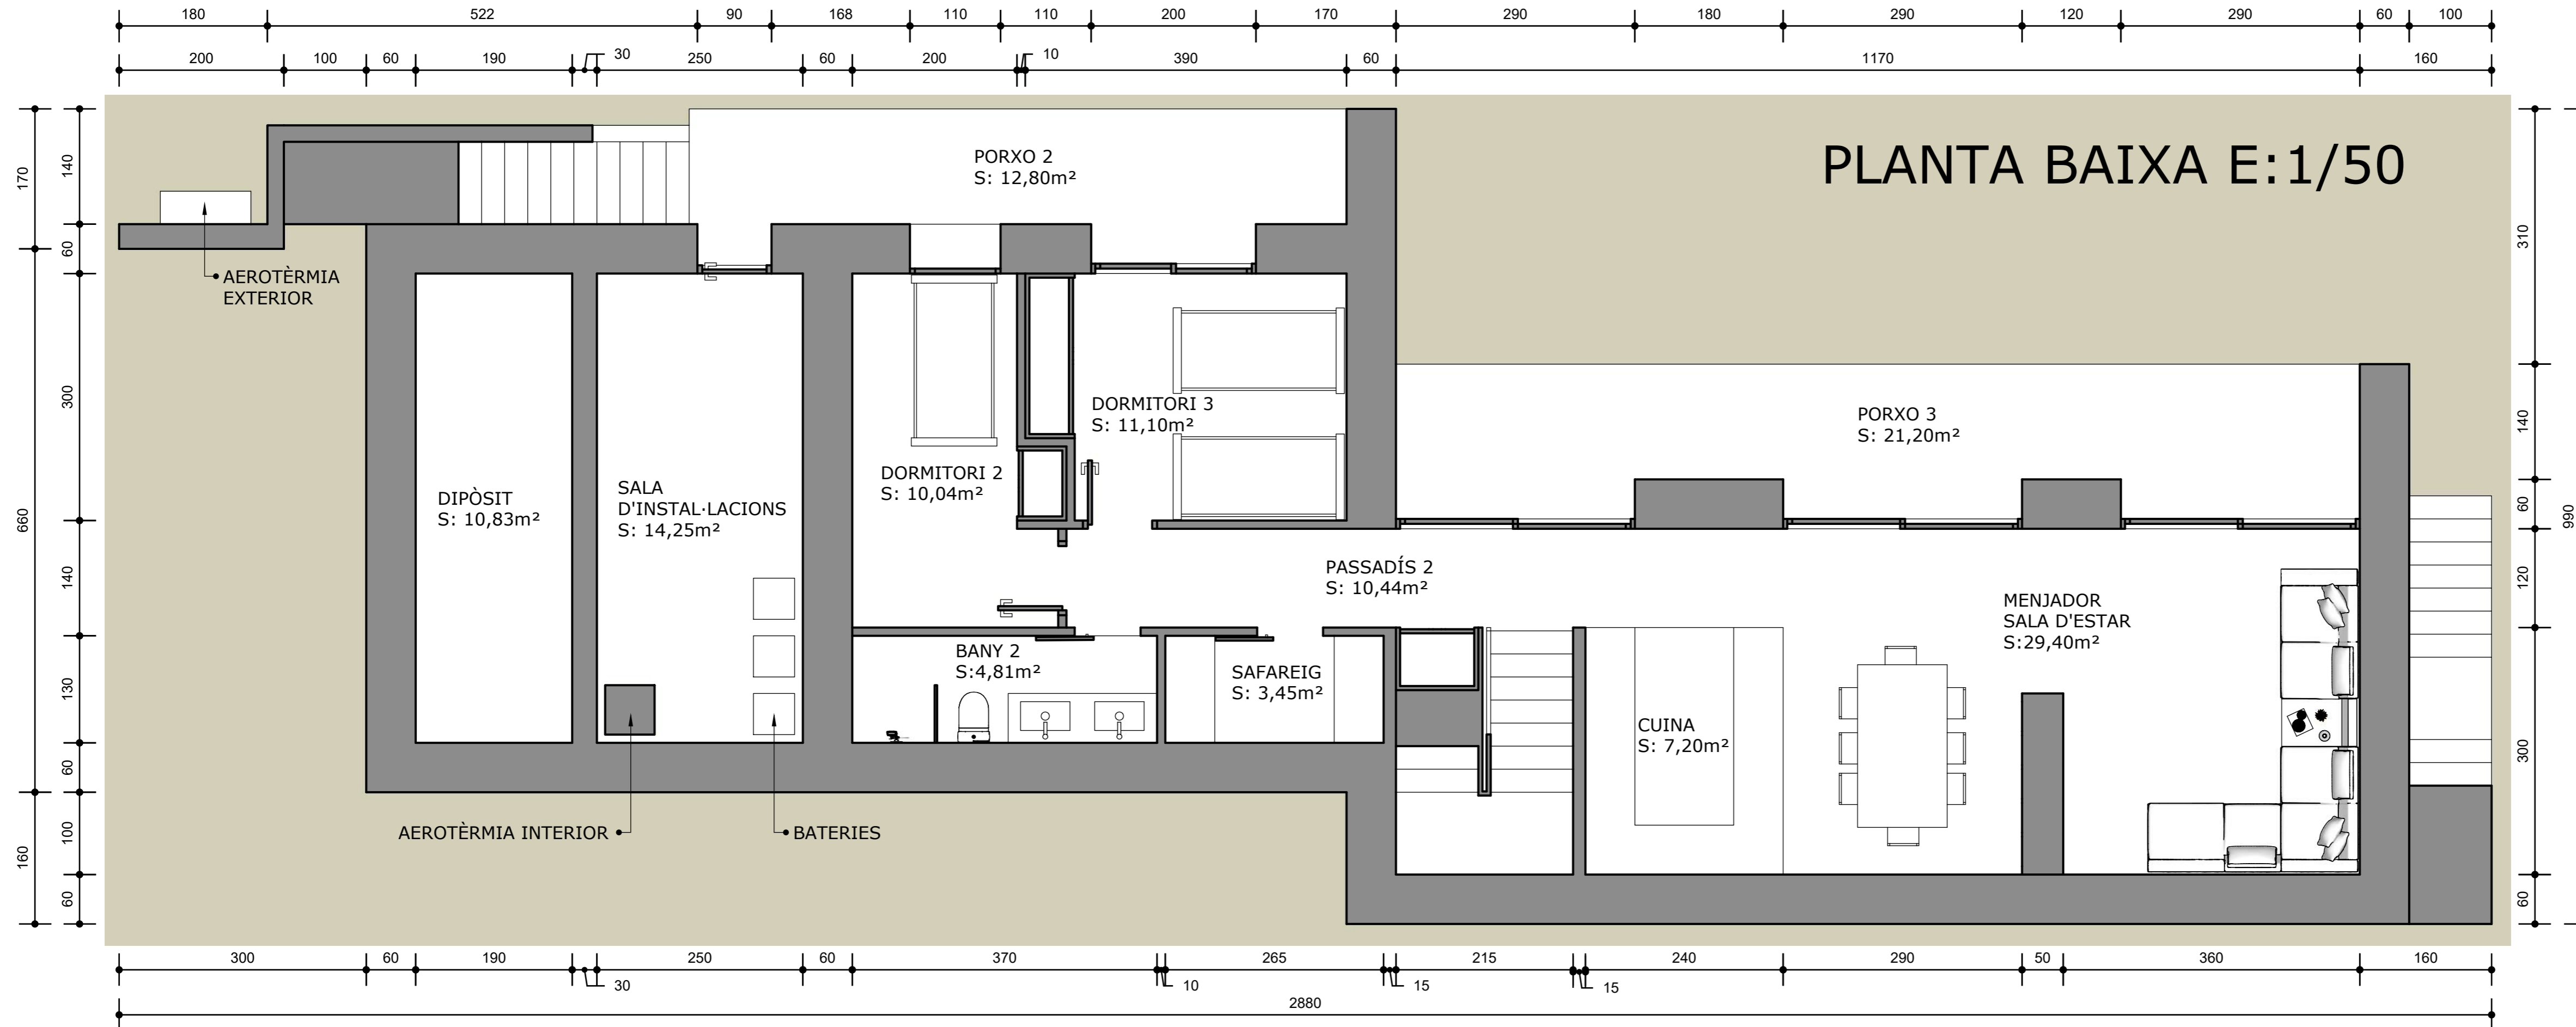 180 522 90 168 110 110 200 170 290 180 290 120 290 60 100
200 100 60 190 30 250 60 200 10 390 60 1170 160
PLANTA BAIXA E:1/50
PORXO 2
S: 12,80m²
AEROTÈRMIA
EXTERIOR
DORMITORI 3
S: 11,10m²
PORXO 3
S: 21,20m²
DORMITORI 2
S: 10,04m²
DIPÒSIT
S: 10,83m²
SALA
D'INSTAL·LACIONS
S: 14,25m²
PASSADÍS 2
S: 10,44m²
MENJADOR
SALA D'ESTAR
S:29,40m²
BANY 2
S:4,81m²
SAFAREIG
S: 3,45m²
CUINA
S: 7,20m²
AEROTÈRMIA INTERIOR
BATERIES
170
660
160
140
60
300
140
130
60
100
60
310
140
60
120
300
60
990
300 60 190 30 250 60 370 10 265 15 215 15 240 290 50 360 160
2880